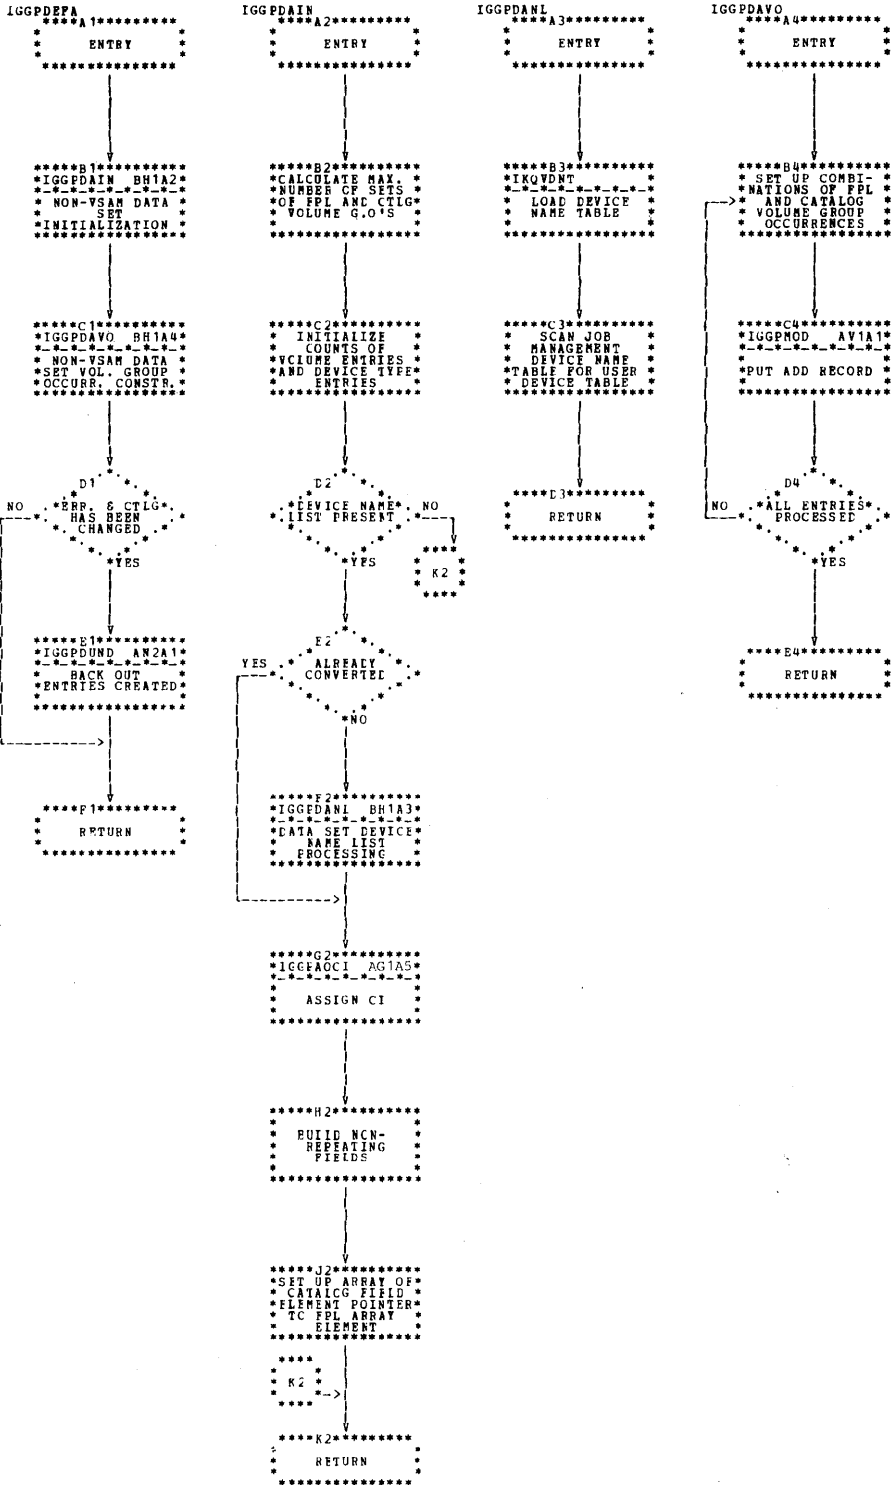 IGGPDEFA
A1
ENTRY
B1
IGGPDAIN BH1A2
NON-VSAM DATA
SET
INITIALIZATION
C1
IGGPDAVO BH1A4
NON-VSAM DATA
SET VOL. GROUP
OCCURR. CONSTR.
D1
ERR. & CTLG
HAS BEEN
CHANGED
NO
YES
E1
IGGPDUND AN2A1
BACK OUT
ENTRIES CREATED
F1
RETURN
IGGPDAIN
A2
ENTRY
B2
CALCULATE MAX.
NUMBER CF SETS
OF FPL AND CTLG
VOLUME G.O'S
C2
INITIALIZE
COUNTS OF
VCLUME ENTRIES
AND DEVICE TYPE
ENTRIES
D2
DEVICE NAME
LIST PRESENT
NO
K2
YES
E2
ALREADY
CONVERTED
YES
NO
F2
IGGPDANL BH1A3
DATA SET DEVICE
NAME LIST
PROCESSING
G2
IGGPAOCI AG1A5
ASSIGN CI
H2
BUILD NCN-
REPEATING
FIELDS
J2
SET UP ARRAY OF
CATALCG FIELD
ELEMENT POINTER
TC FPL ARRAY
ELEMENT
K2
K2
RETURN
IGGPDANL
A3
ENTRY
B3
IKQVDNT
LOAD DEVICE
NAME TABLE
C3
SCAN JOB
MANAGEMENT
DEVICE NAME
TABLE FOR USER
DEVICE TABLE
D3
RETURN
IGGPDAVO
A4
ENTRY
B4
SET UP COMBI-
NATIONS OF FPL
AND CATALOG
VOLUME GROUP
OCCURRENCES
C4
IGGPMOD AV1A1
PUT ADD RECORD
D4
ALL ENTRIES
PROCESSED
NO
YES
E4
RETURN